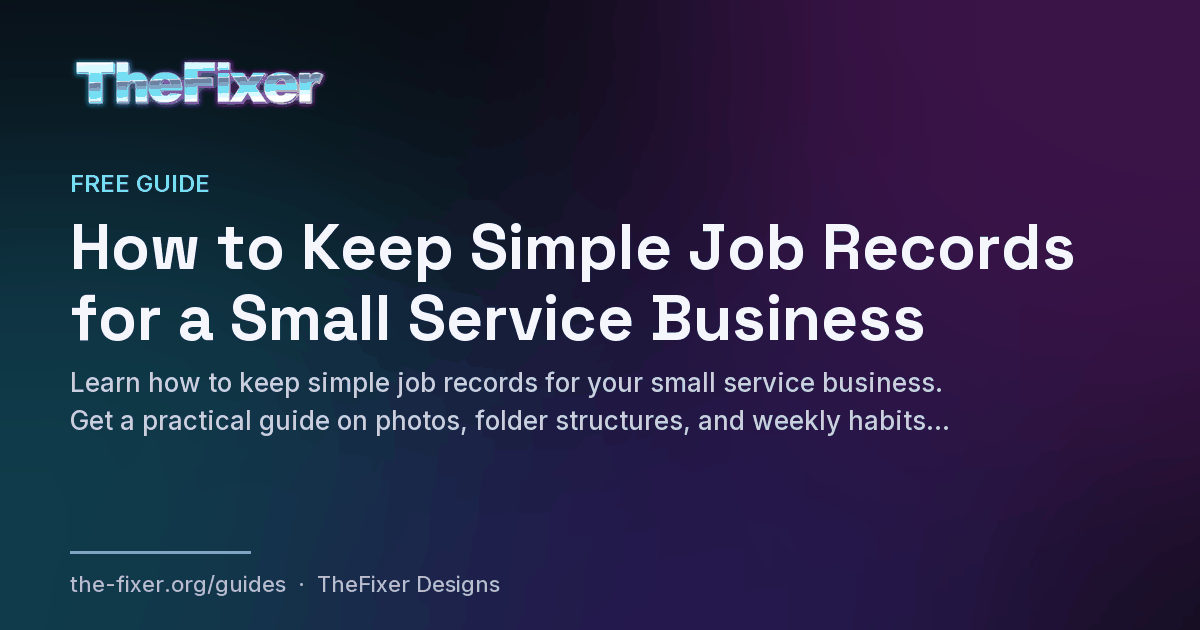 TheFixer
FREE GUIDE
How to Keep Simple Job Records
for a Small Service Business
Learn how to keep simple job records for your small service business.
Get a practical guide on photos, folder structures, and weekly habits...
the-fixer.org/guides · TheFixer Designs